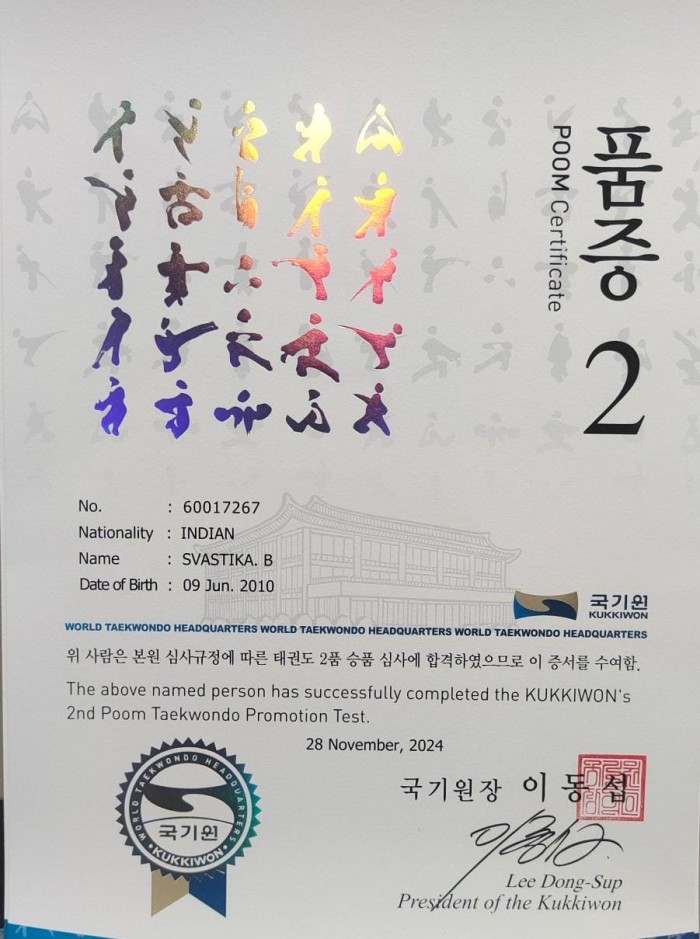 품증
POOM Certificate
2
No. : 60017267
Nationality : INDIAN
Name : SVASTIKA. B
Date of Birth : 09 Jun. 2010
국기원
KUKKIWON
WORLD TAEKWONDO HEADQUARTERS WORLD TAEKWONDO HEADQUARTERS WORLD TAEKWONDO HEADQUARTERS
위 사람은 본원 심사규정에 따른 태권도 2품 승품 심사에 합격하였으므로 이 증서를 수여함.
The above named person has successfully completed the KUKKIWON's
2nd Poom Taekwondo Promotion Test.
28 November, 2024
WORLD TAEKWONDO HEADQUARTERS
국기원
KUKKIWON
국기원장 이동섭
Lee Dong-Sup
President of the Kukkiwon